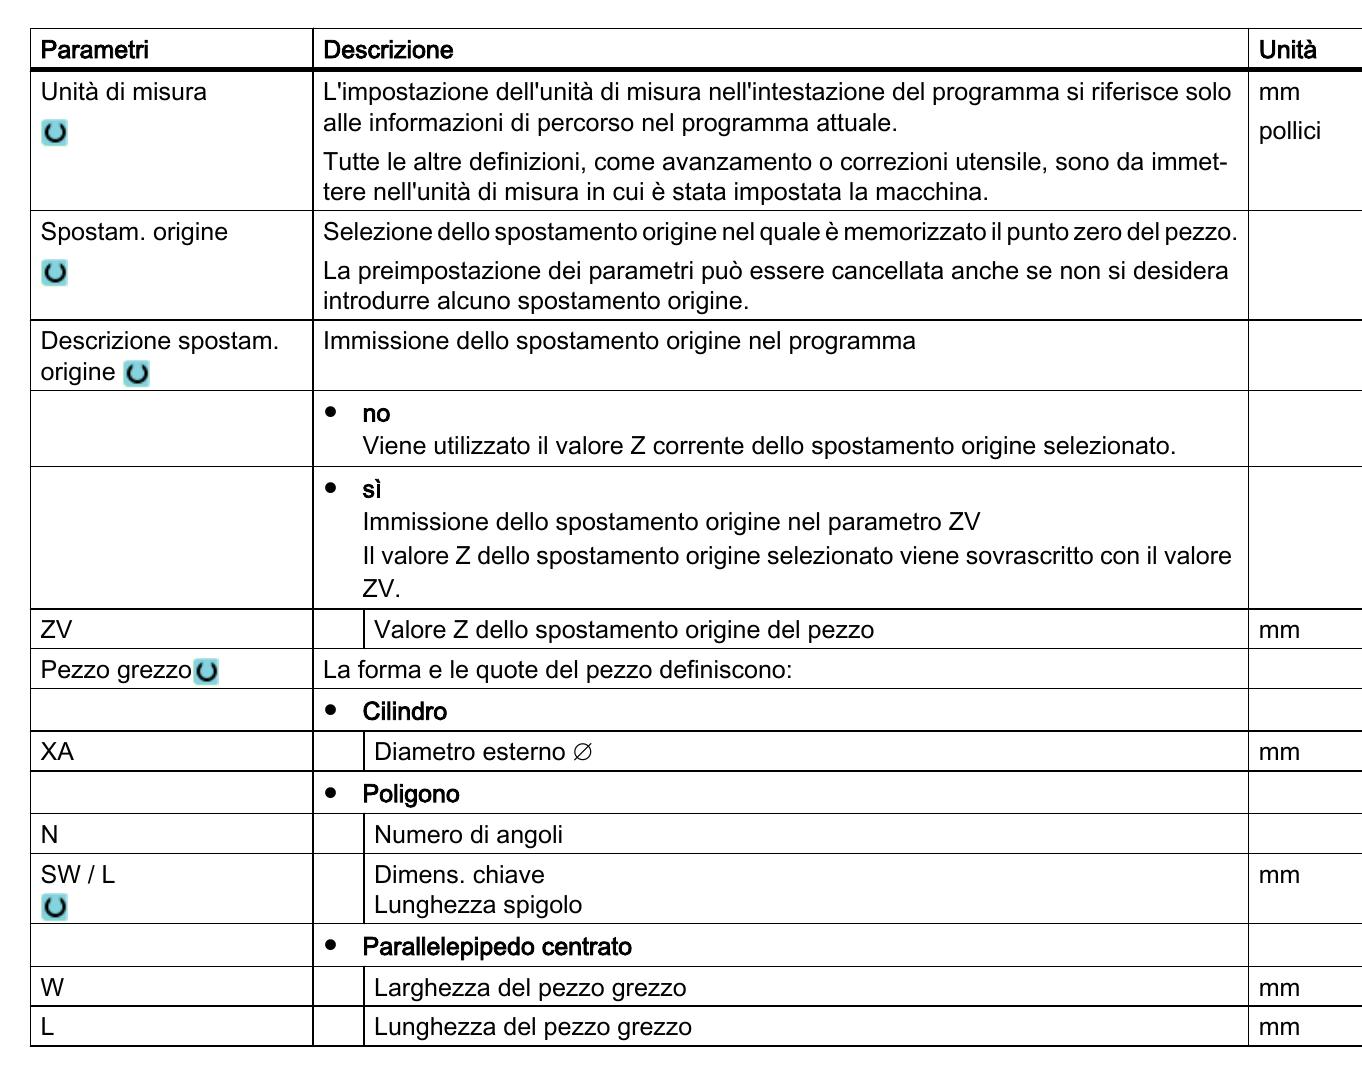 Parametri Descrizione Unità
Unità di misura L'impostazione dell'unità di misura nell'intestazione del programma si riferisce solo mm
alle informazioni di percorso nel programma attuale.
pollici
Tutte le altre definizioni, come avanzamento o correzioni utensile, sono da immet-
tere nell'unità di misura in cui è stata impostata la macchina.
Spostam. origine Selezione dello spostamento origine nel quale è memorizzato il punto zero del pezzo.
La preimpostazione dei parametri può essere cancellata anche se non si desidera
introdurre alcuno spostamento origine.
Descrizione spostam. Immissione dello spostamento origine nel programma
origine
● no
Viene utilizzato il valore Z corrente dello spostamento origine selezionato.
● sì
Immissione dello spostamento origine nel parametro ZV
Il valore Z dello spostamento origine selezionato viene sovrascritto con il valore
ZV.
ZV Valore Z dello spostamento origine del pezzo mm
Pezzo grezzo La forma e le quote del pezzo definiscono:
● Cilindro
XA Diametro esterno ∅ mm
● Poligono
N Numero di angoli
SW / L Dimens. chiave mm
Lunghezza spigolo
● Parallelepipedo centrato
W Larghezza del pezzo grezzo mm
L Lunghezza del pezzo grezzo mm